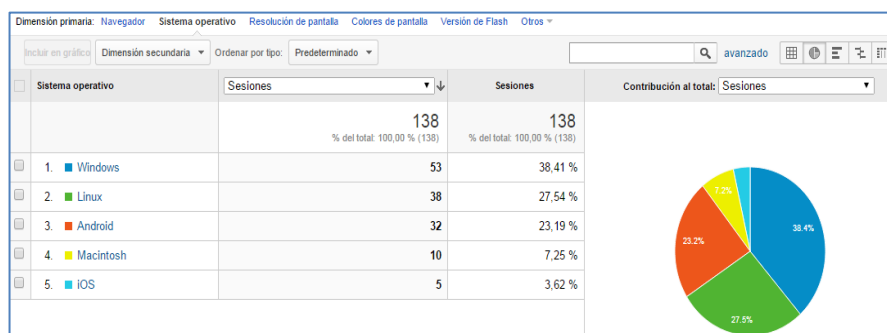 Dimensión primaria: Navegador Sistema operativo Resolución de pantalla Colores de pantalla Versión de Flash Otros
Incluir en gráfico Dimensión secundaria Ordenar por tipo: Predeterminado avanzado
Sistema operativo Sesiones Sesiones Contribución al total: Sesiones
138 138
% del total: 100,00 % (138) % del total: 100,00 % (138)
1. Windows 53 38,41 %
2. Linux 38 27,54 %
3. Android 32 23,19 %
4. Macintosh 10 7,25 %
5. iOS 5 3,62 %
7.2%
38.4%
23.2%
27.5%